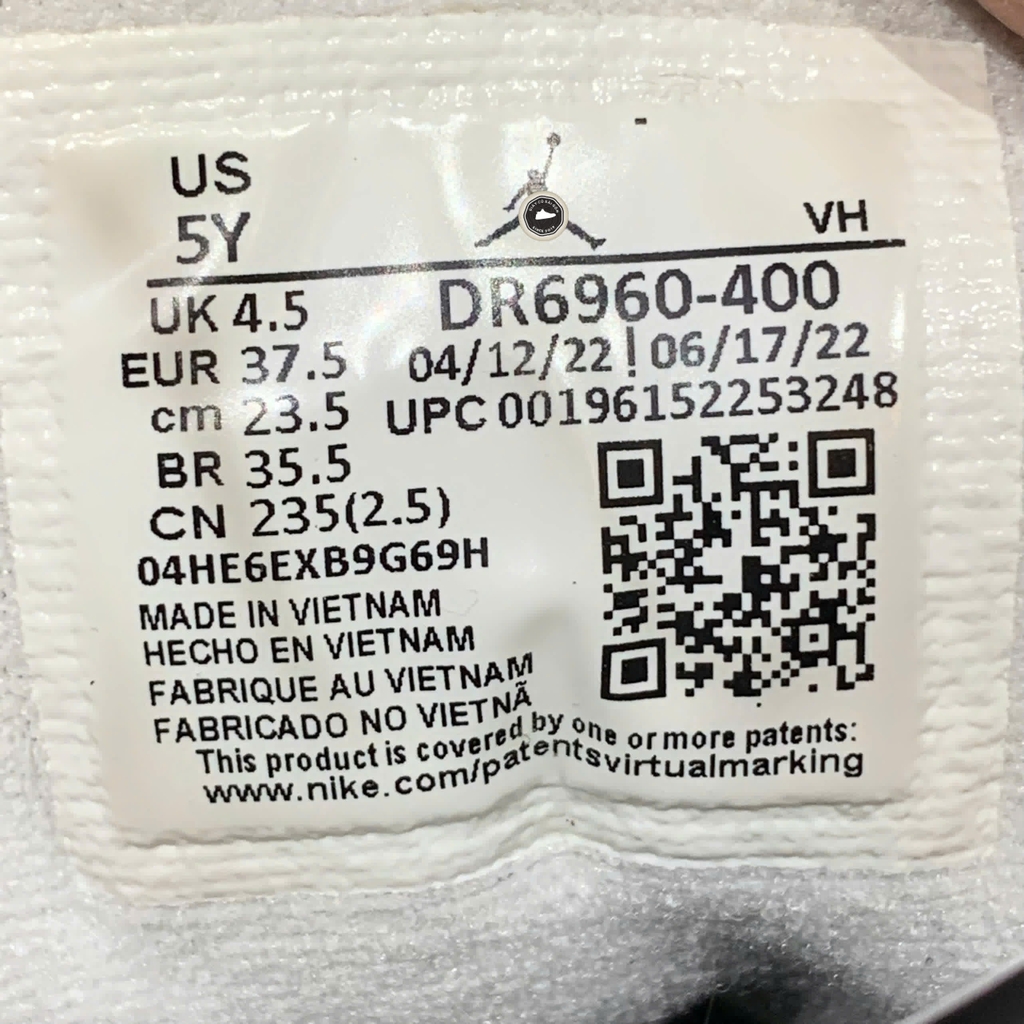 US
5Y
VH
UK 4.5
DR6960-400
EUR 37.5
04/12/22 ! 06/17/22
cm 23.5
UPC 00196152253248
BR 35.5
CN 235(2.5)
04HE6EXB9G69H
MADE IN VIETNAM
HECHO EN VIETNAM
FABRIQUE AU VIETNAM
FABRICADO NO VIETNÃ
This product is covered by one or more patents:
www.nike.com/patentsvirtualmarking